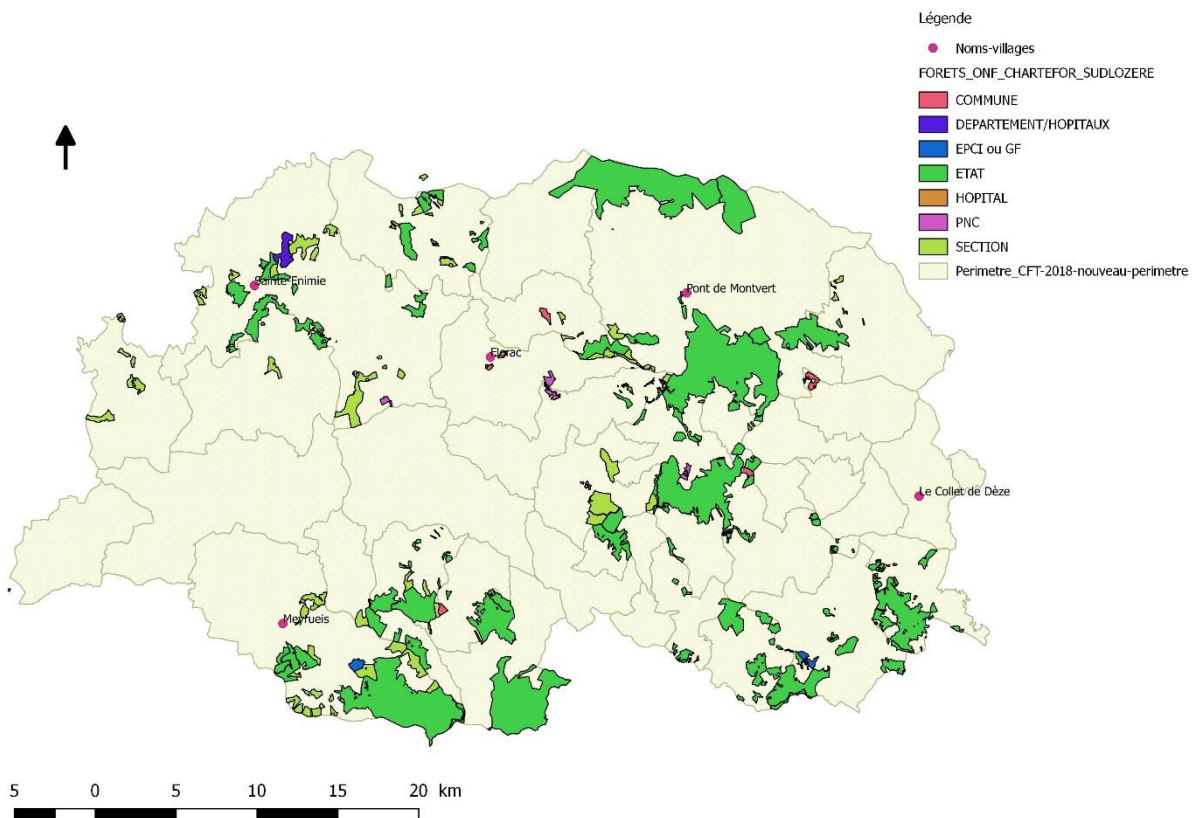 Légende
Noms-villages
FORETS_ONF_CHARTEFOR_SUDLOZERE
COMMUNE
DEPARTEMENT/HOPITAUX
EPCI ou GF
ETAT
HOPITAL
PNC
SECTION
Perimetre_CFT-2018-nouveau-perimetre
Sainte-Enimie
Pont de Montvert
Florac
Le Collet de Dèze
Meyrueis
5 0 5 10 15 20 km